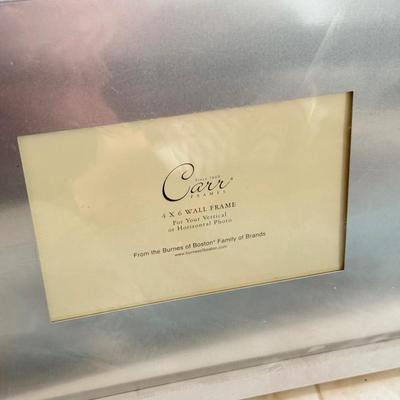 Since 1860
Carr®
FRAMES
4 X 6 WALL FRAME
For Your Vertical
or Horizontal Photo
From the Burnes of Boston® Family of Brands
www.burnesofboston.com